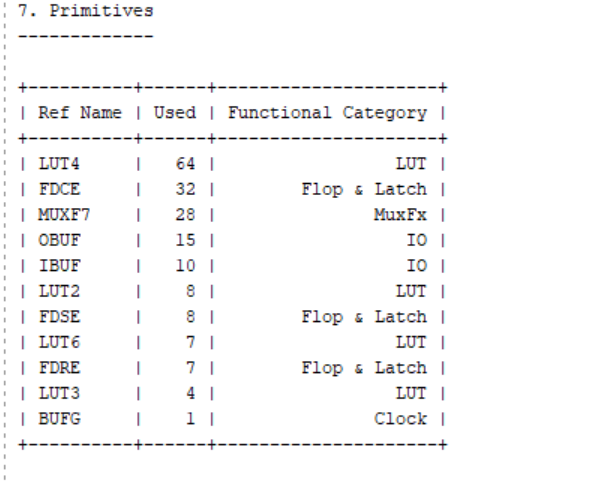 7. Primitives
-------------
+----------+------+---------------------+
| Ref Name | Used | Functional Category |
+----------+------+---------------------+
| LUT4     |   64 |                 LUT |
| FDCE     |   32 |        Flop & Latch |
| MUXF7    |   28 |               MuxFx |
| OBUF     |   15 |                  IO |
| IBUF     |   10 |                  IO |
| LUT2     |    8 |                 LUT |
| FDSE     |    8 |        Flop & Latch |
| LUT6     |    7 |                 LUT |
| FDRE     |    7 |        Flop & Latch |
| LUT3     |    4 |                 LUT |
| BUFG     |    1 |               Clock |
+----------+------+---------------------+